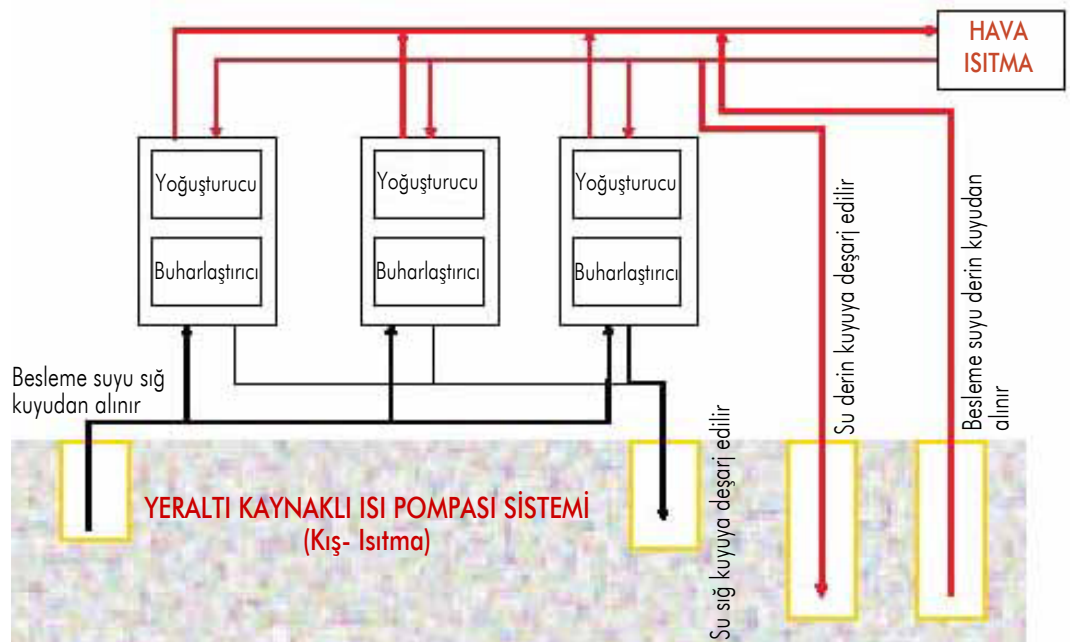 HAVA
ISITMA
Yoğuşturucu
Buharlaştırıcı
Yoğuşturucu
Buharlaştırıcı
Yoğuşturucu
Buharlaştırıcı
Besleme suyu sığ
kuyudan alınır
Su sığ kuyuya deşarj edilir
Su derin kuyuya deşarj edilir
Besleme suyu derin kuyudan
alınır
YERALTI KAYNAKLI ISI POMPASI SİSTEMİ
(Kış- Isıtma)